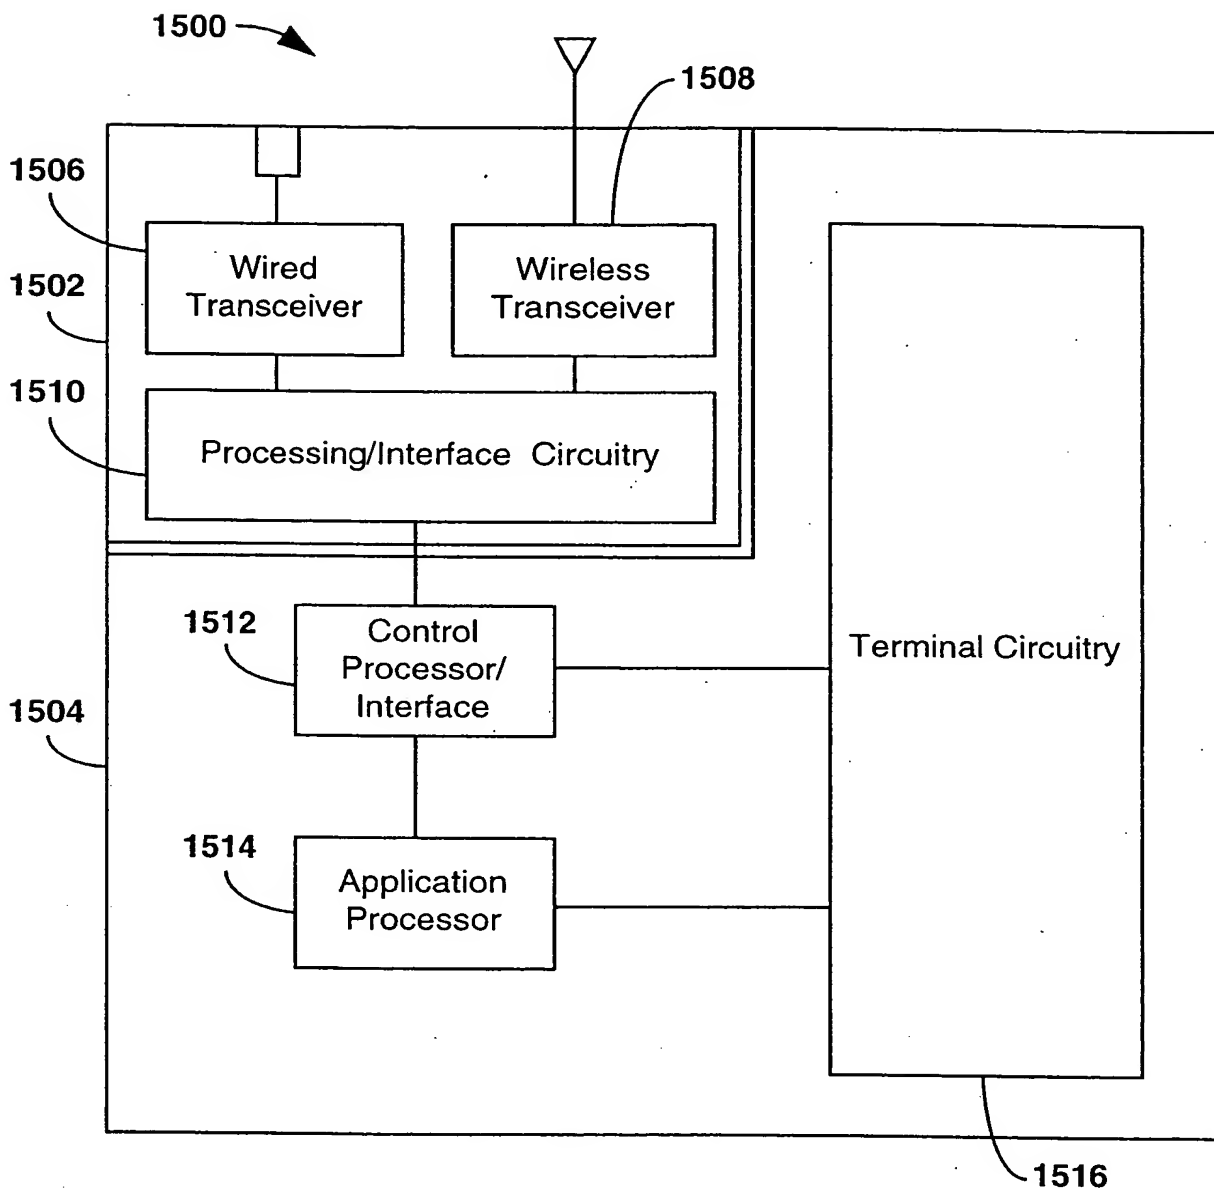 1500
1508
1506
Wired
Transceiver
Wireless
Transceiver
1502
1510
Processing/Interface Circuitry
1512
Control
Processor/
Interface
Terminal Circuitry
1504
1514
Application
Processor
1516